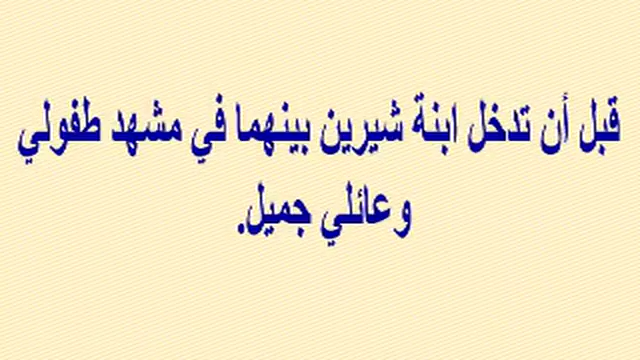 قبل أن تدخل ابنة شيرين بينهما في مشهد طفولي
وعائلي جميل.